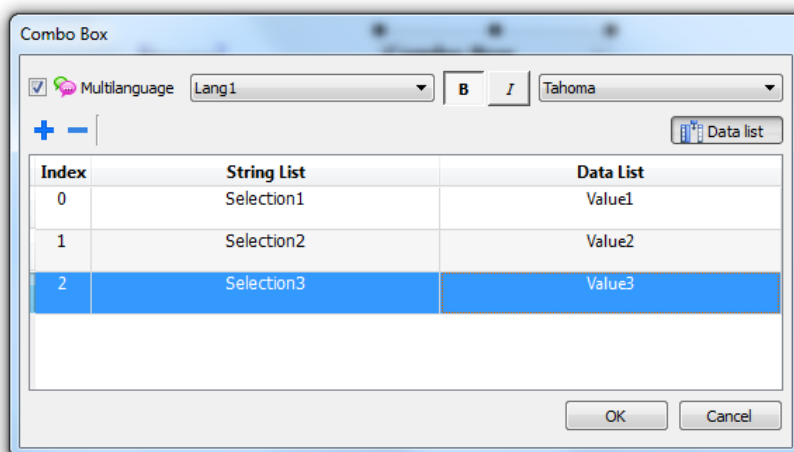 Combo Box
Multilanguage Lang1 B I Tahoma
Data list
Index String List Data List
0 Selection1 Value1
1 Selection2 Value2
2 Selection3 Value3
OK Cancel